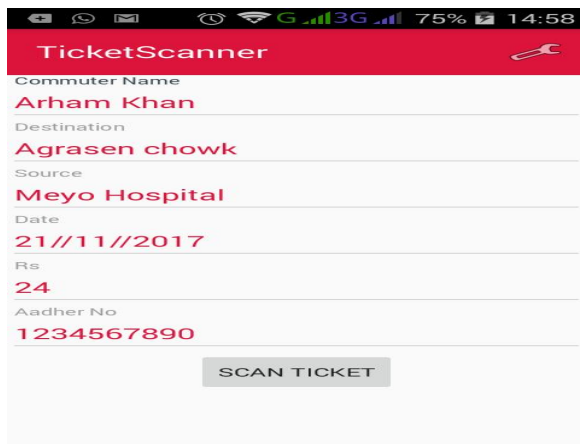 G 3G 75% 14:58
TicketScanner
Commuter Name
Arham Khan
Destination
Agrasen chowk
Source
Meyo Hospital
Date
21//11//2017
Rs
24
Aadher No
1234567890
SCAN TICKET